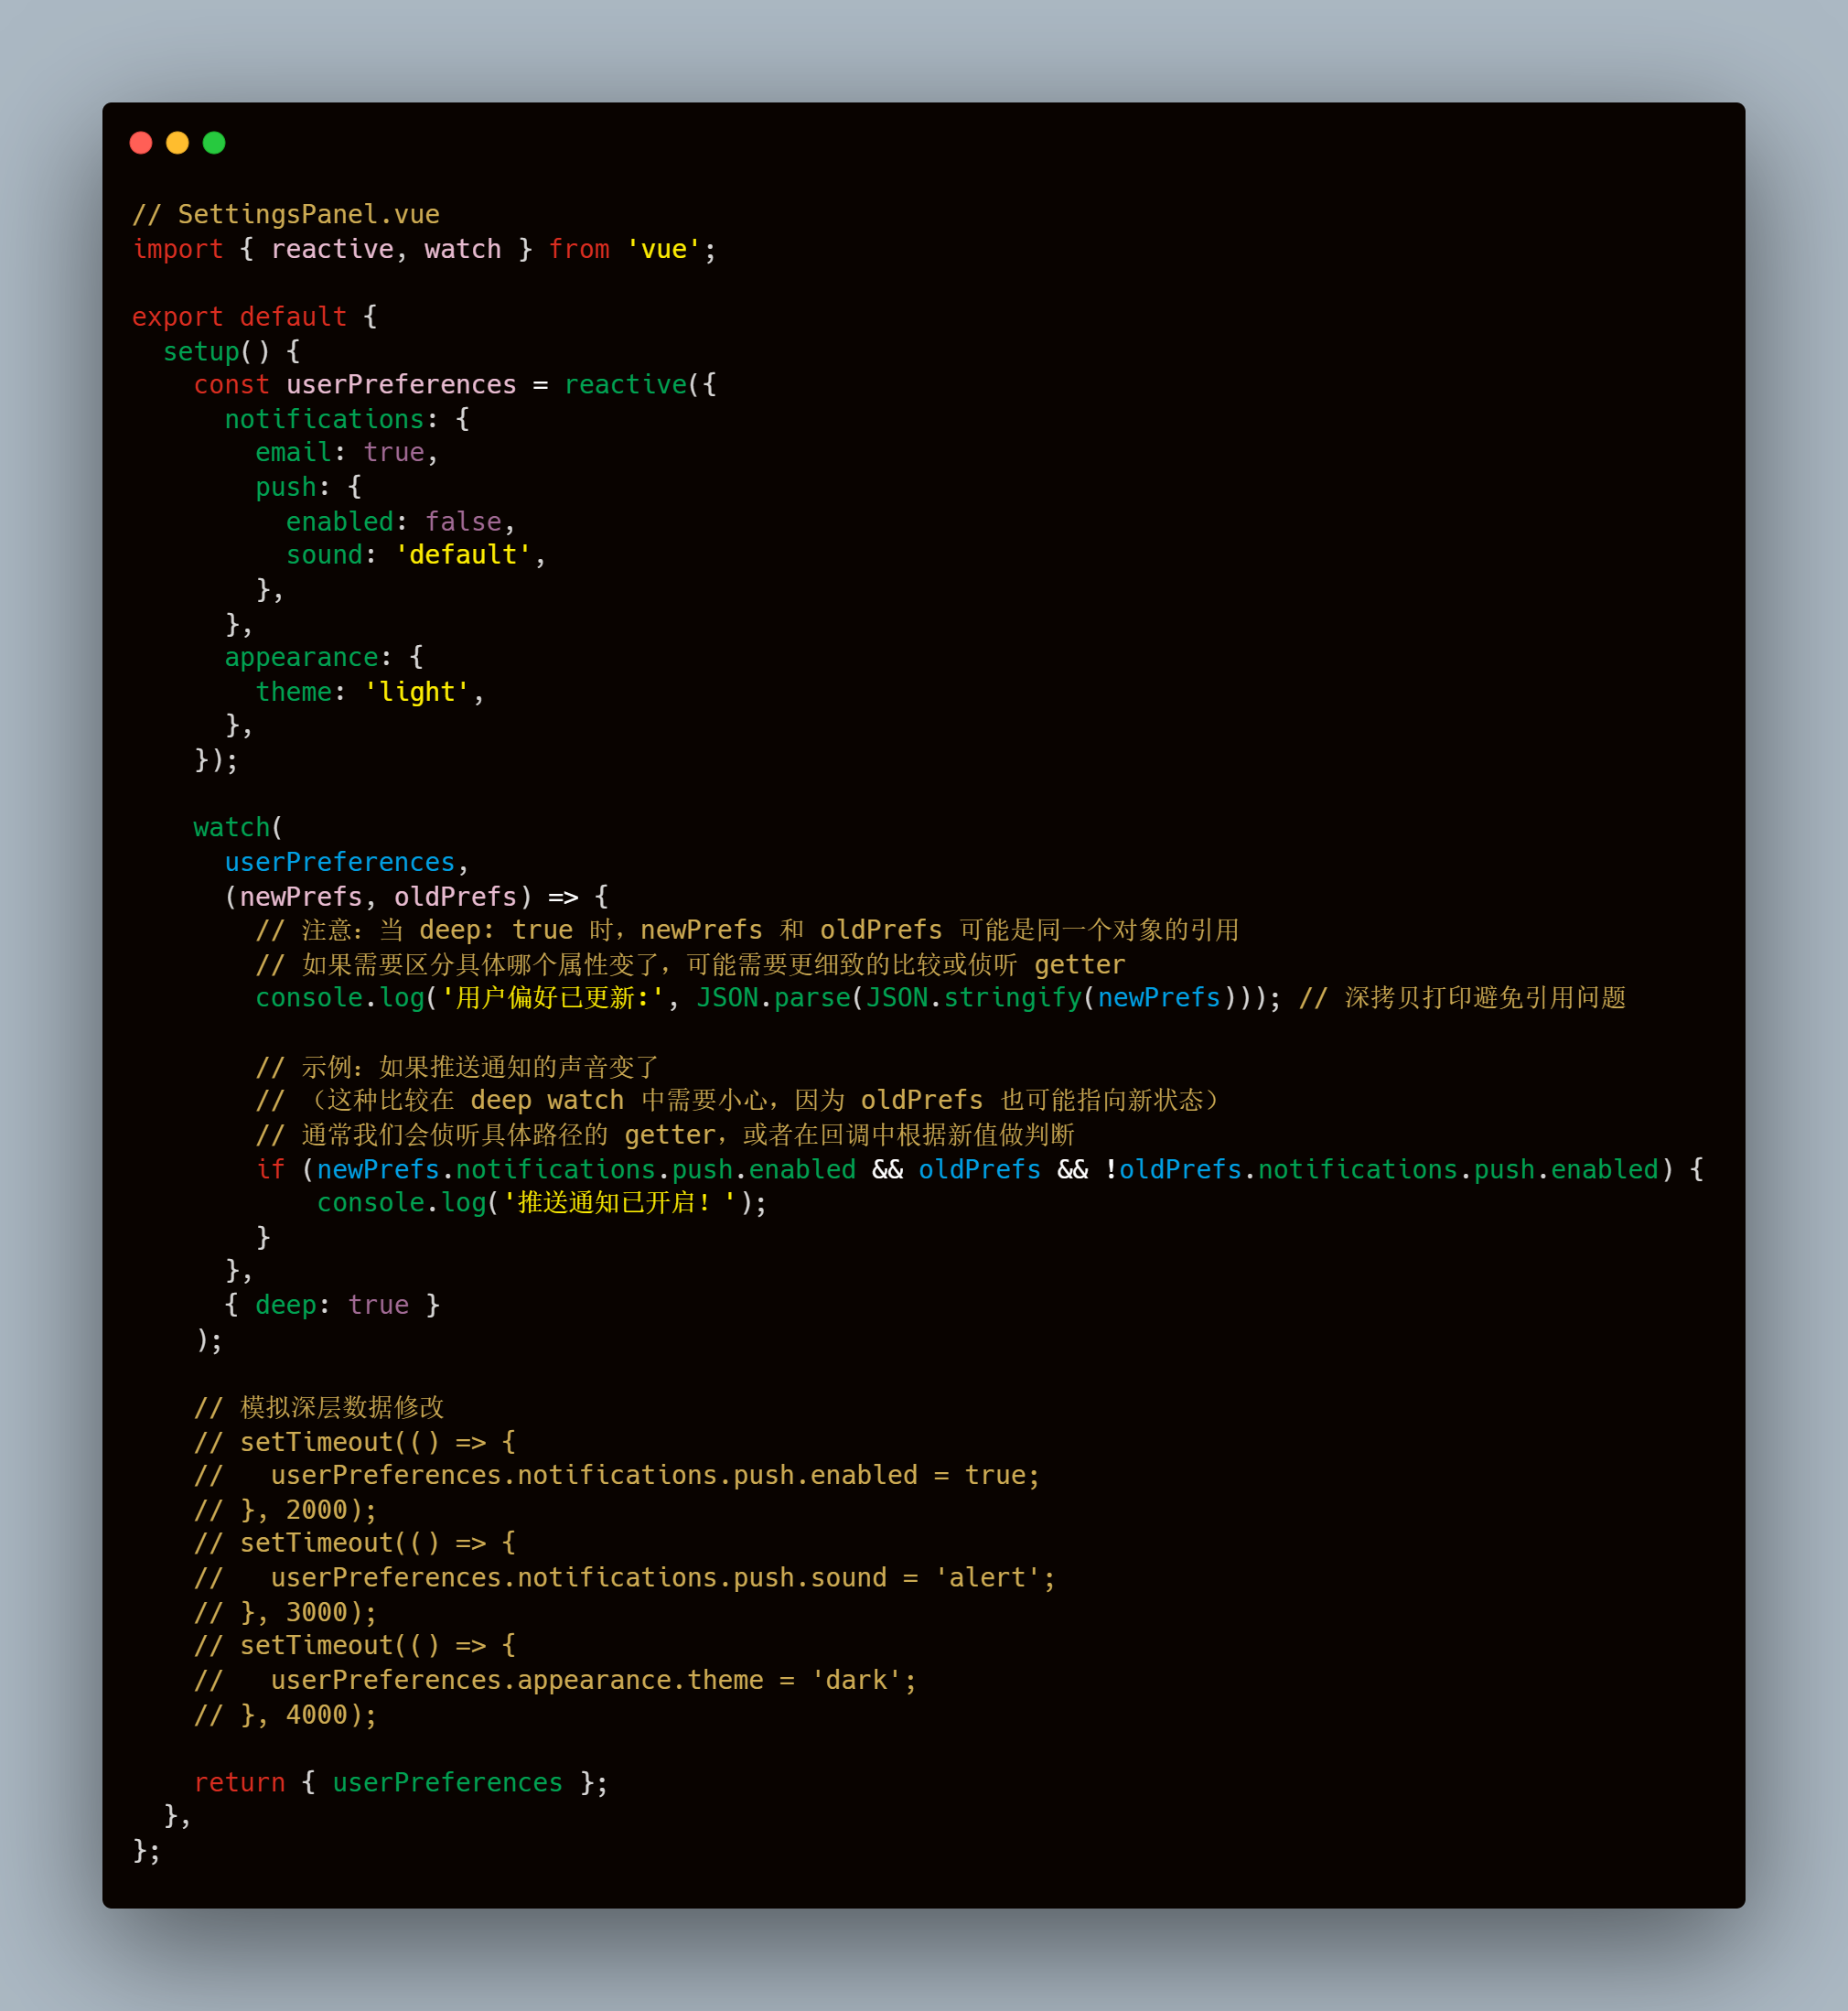 // SettingsPanel.vue
import { reactive, watch } from 'vue';

export default {
  setup() {
    const userPreferences = reactive({
      notifications: {
        email: true,
        push: {
          enabled: false,
          sound: 'default',
        },
      },
      appearance: {
        theme: 'light',
      },
    });

    watch(
      userPreferences,
      (newPrefs, oldPrefs) => {
        // 注意：当 deep: true 时，newPrefs 和 oldPrefs 可能是同一个对象的引用
        // 如果需要区分具体哪个属性变了，可能需要更细致的比较或侦听 getter
        console.log('用户偏好已更新:', JSON.parse(JSON.stringify(newPrefs))); // 深拷贝打印避免引用问题

        // 示例：如果推送通知的声音变了
        // （这种比较在 deep watch 中需要小心，因为 oldPrefs 也可能指向新状态）
        // 通常我们会侦听具体路径的 getter，或者在回调中根据新值做判断
        if (newPrefs.notifications.push.enabled && oldPrefs && !oldPrefs.notifications.push.enabled) {
            console.log('推送通知已开启！');
        }
      },
      { deep: true }
    );

    // 模拟深层数据修改
    // setTimeout(() => {
    //   userPreferences.notifications.push.enabled = true;
    // }, 2000);
    // setTimeout(() => {
    //   userPreferences.notifications.push.sound = 'alert';
    // }, 3000);
    // setTimeout(() => {
    //   userPreferences.appearance.theme = 'dark';
    // }, 4000);

    return { userPreferences };
  },
};